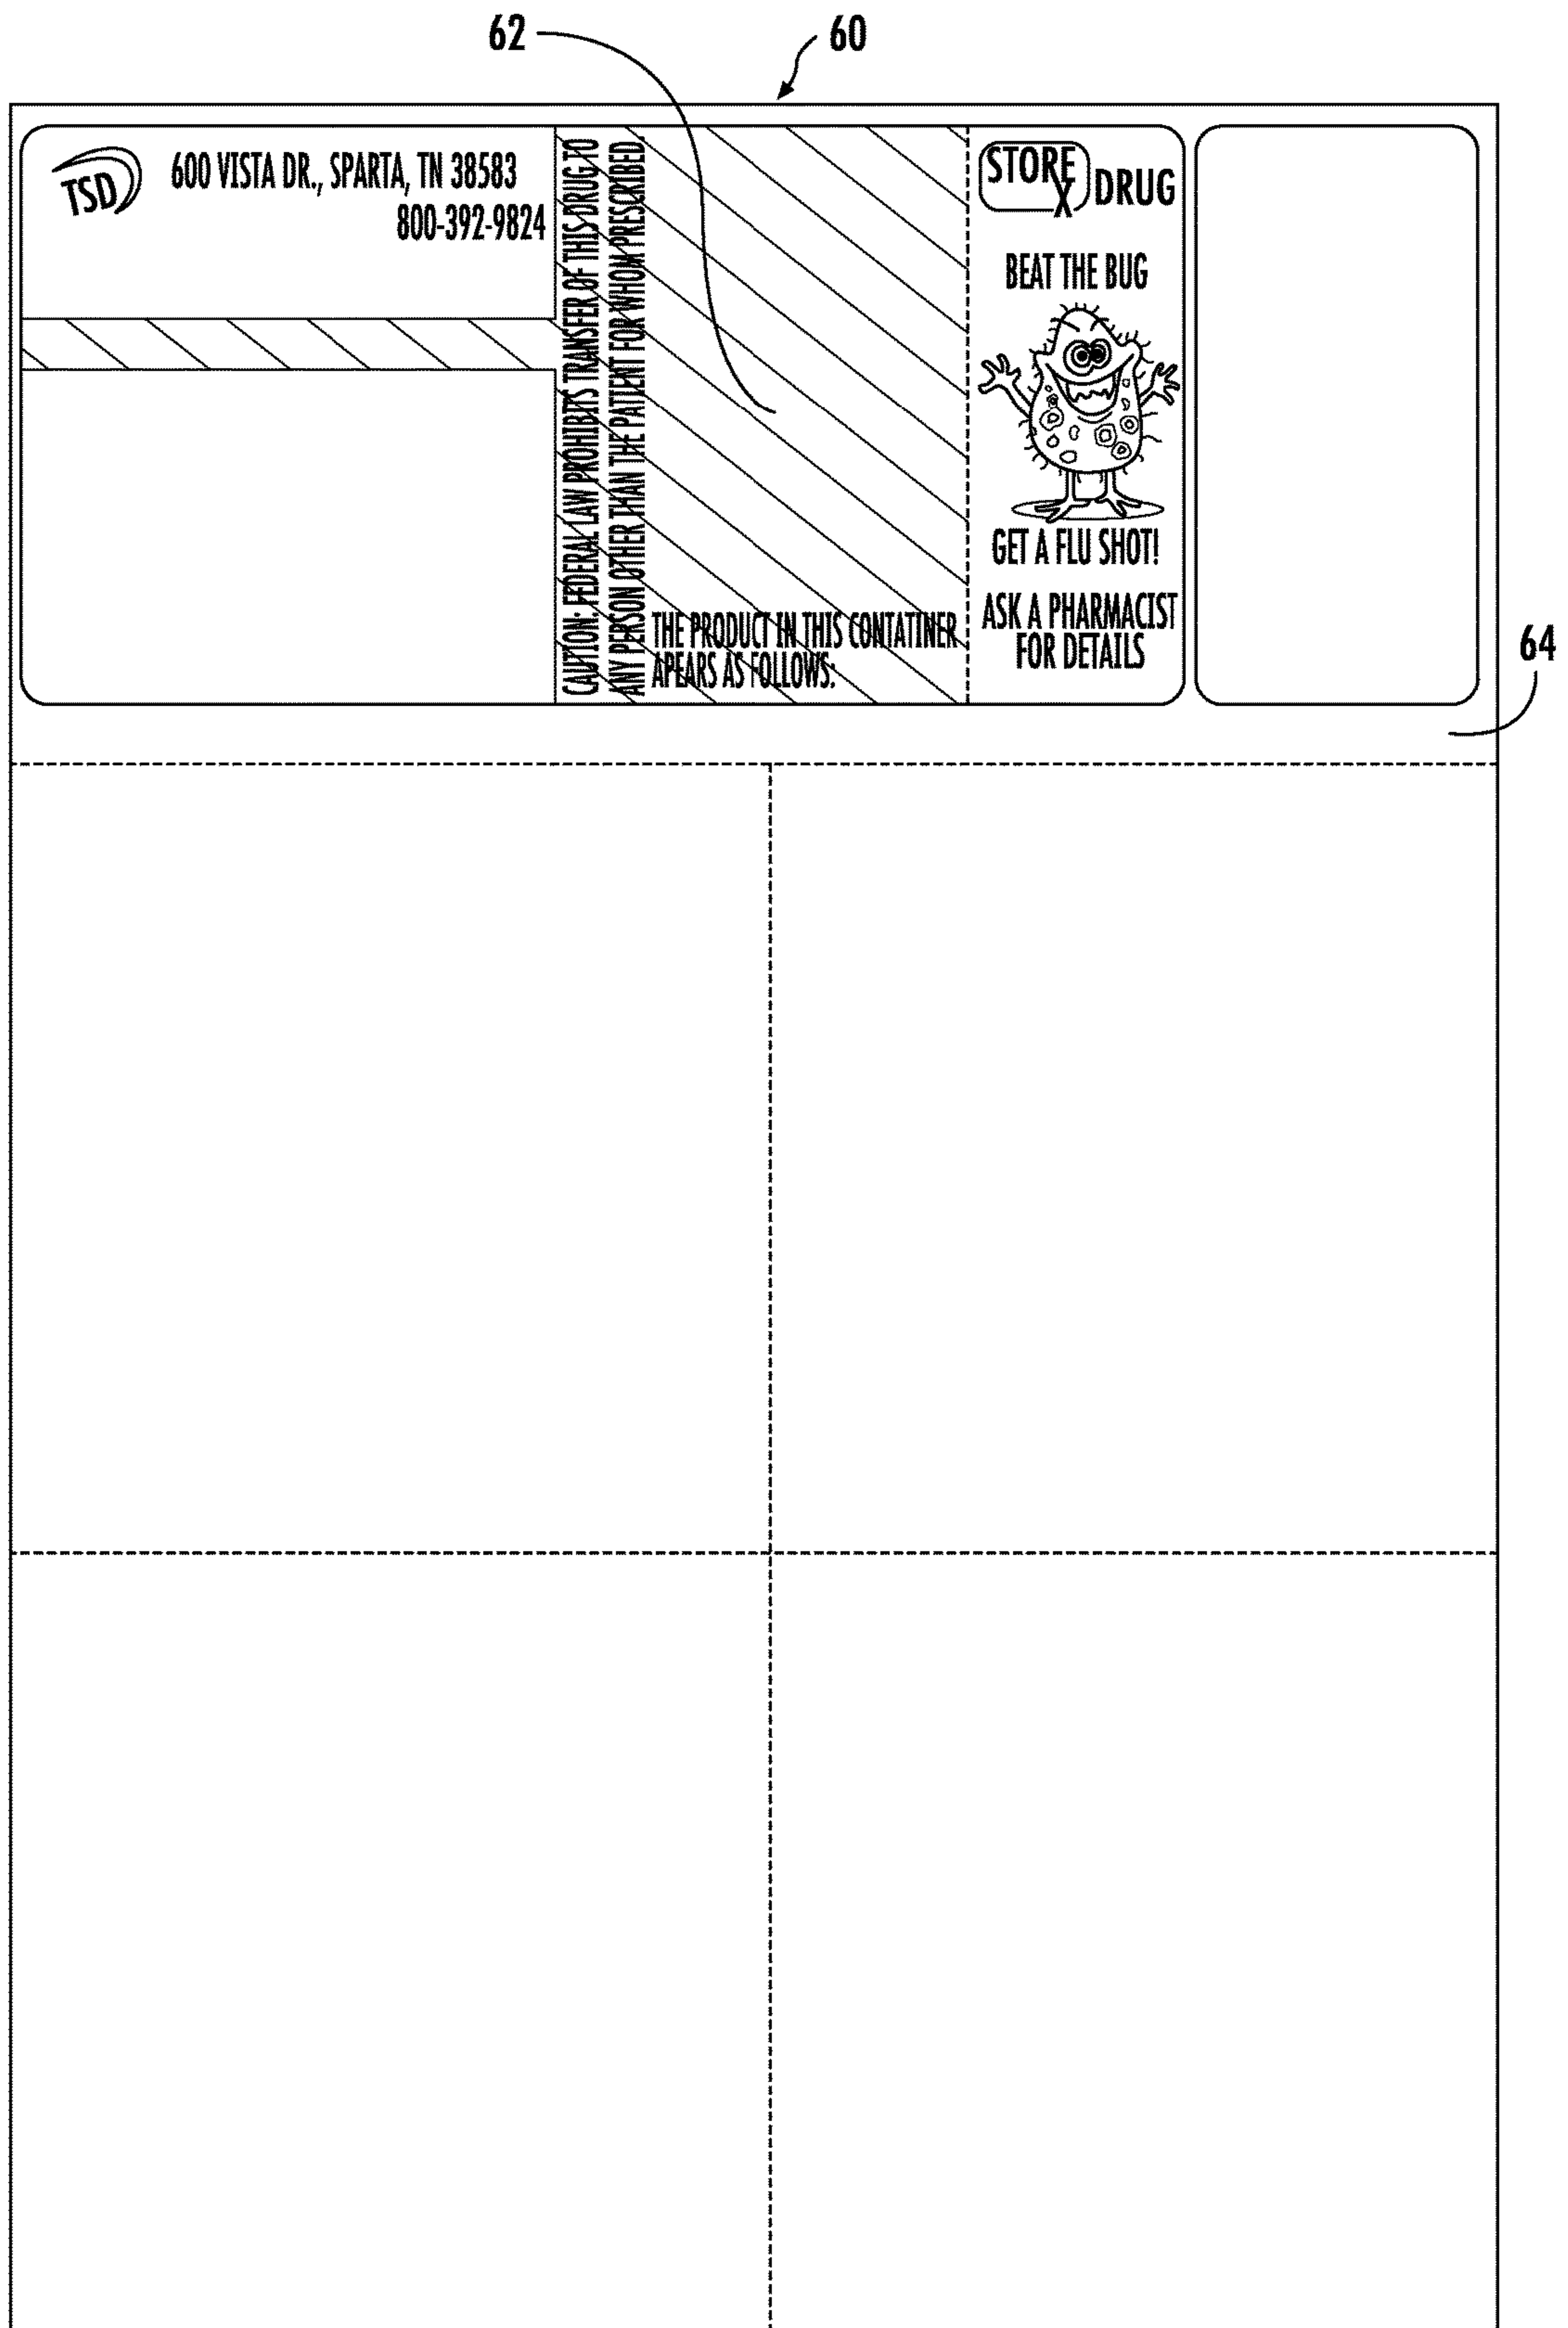 62
60
TSD
600 VISTA DR., SPARTA, TN 38583
800-392-9824
CAUTION: FEDERAL LAW PROHIBITS TRANSFER OF THIS DRUG TO
ANY PERSON OTHER THAN THE PATIENT FOR WHOM PRESCRIBED.
THE PRODUCT IN THIS CONTATINER
APEARS AS FOLLOWS:
STORE
X DRUG
BEAT THE BUG
GET A FLU SHOT!
ASK A PHARMACIST
FOR DETAILS
64